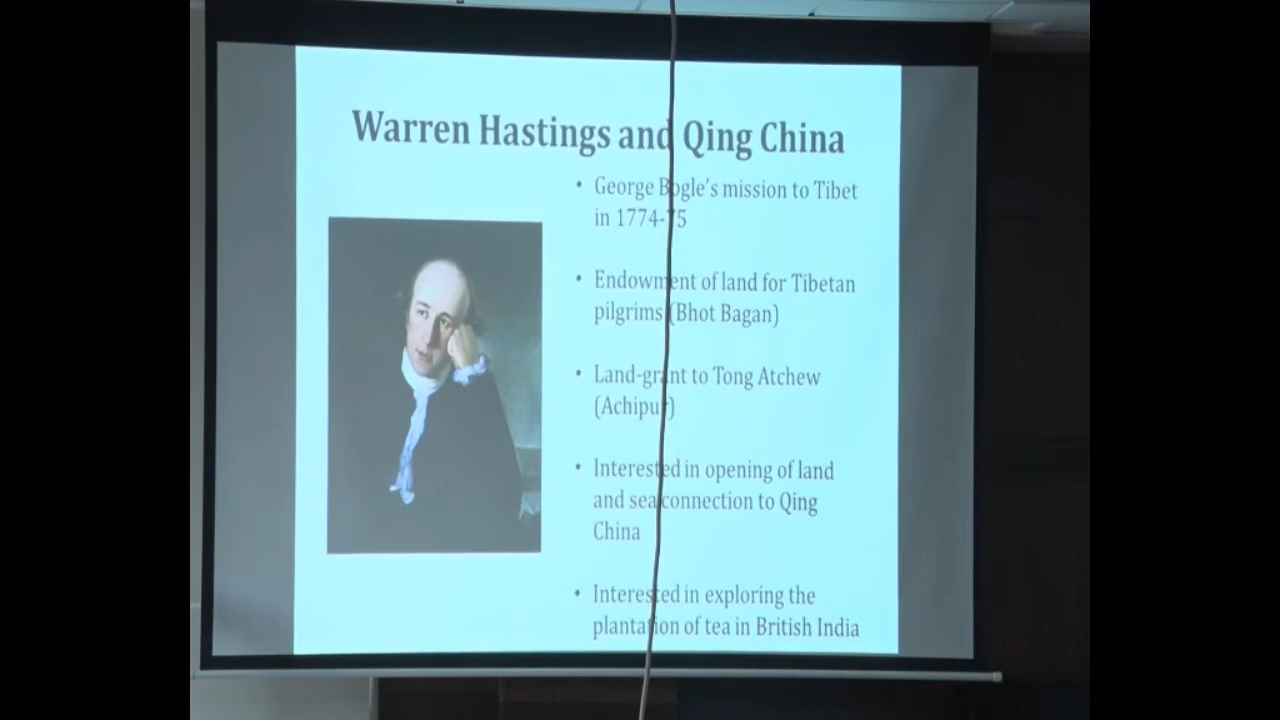 Warren Hastings and Qing China
• George Bogle's mission to Tibet
in 1774-75
• Endowment of land for Tibetan
pilgrims (Bhot Bagan)
• Land-grant to Tong Atchew
(Achipur)
• Interested in opening of land
and sea connection to Qing
China
• Interested in exploring the
plantation of tea in British India